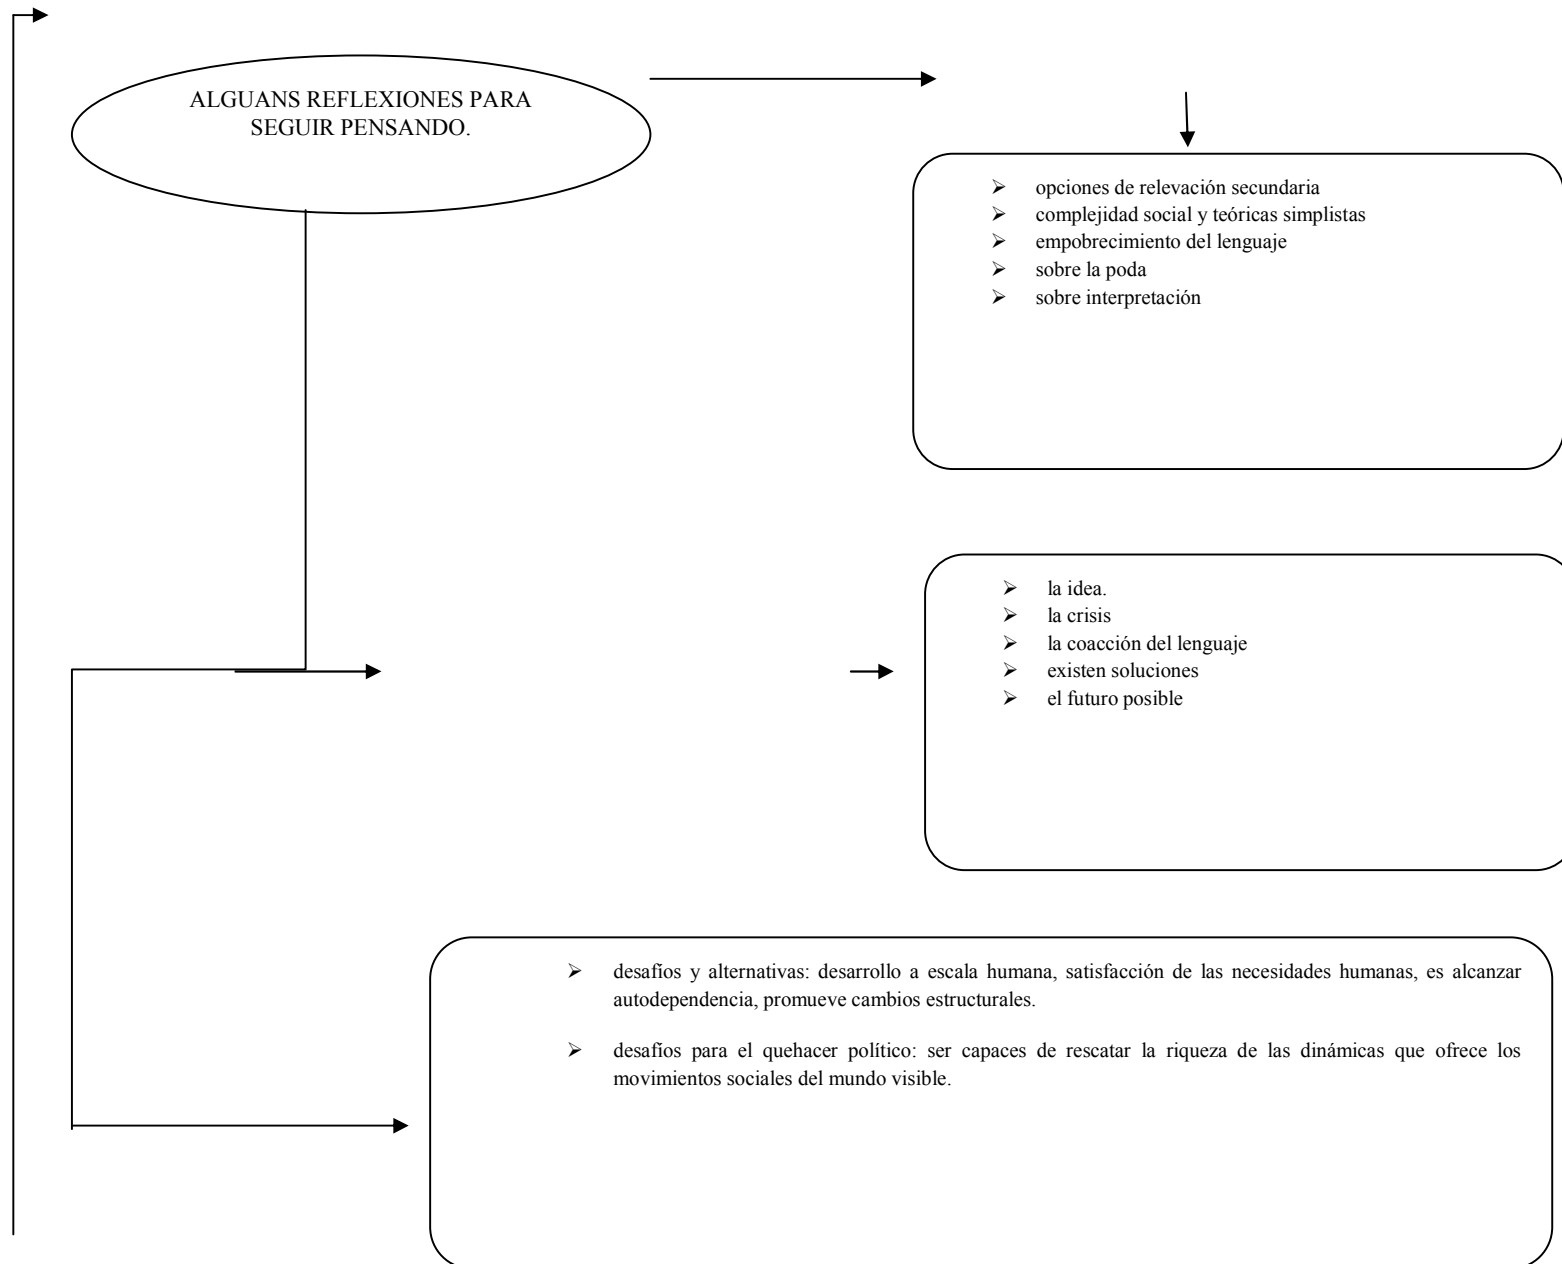 ALGUANS REFLEXIONES PARA
SEGUIR PENSANDO.
➢ opciones de relevación secundaria
➢ complejidad social y teóricas simplistas
➢ empobrecimiento del lenguaje
➢ sobre la poda
➢ sobre interpretación
➢ la idea.
➢ la crisis
➢ la coacción del lenguaje
➢ existen soluciones
➢ el futuro posible
➢ desafíos y alternativas: desarrollo a escala humana, satisfacción de las necesidades humanas, es alcanzar
autodependencia, promueve cambios estructurales.
➢ desafíos para el quehacer político: ser capaces de rescatar la riqueza de las dinámicas que ofrece los
movimientos sociales del mundo visible.